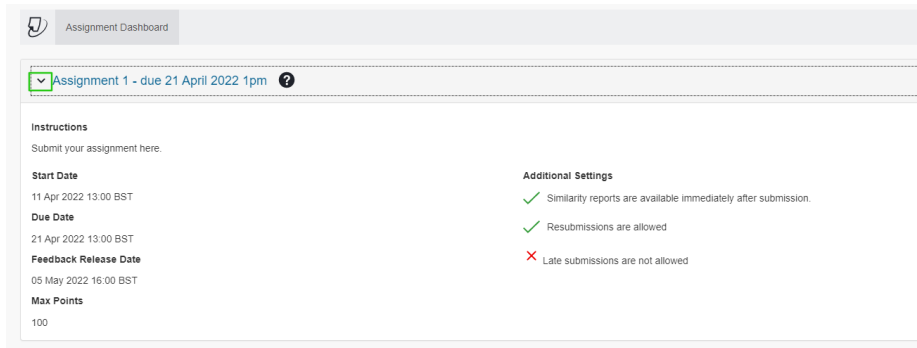 Assignment Dashboard
Assignment 1 - due 21 April 2022 1pm ?
Instructions
Submit your assignment here.
Start Date
11 Apr 2022 13:00 BST
Due Date
21 Apr 2022 13:00 BST
Feedback Release Date
05 May 2022 16:00 BST
Max Points
100
Additional Settings
Similarity reports are available immediately after submission.
Resubmissions are allowed
Late submissions are not allowed